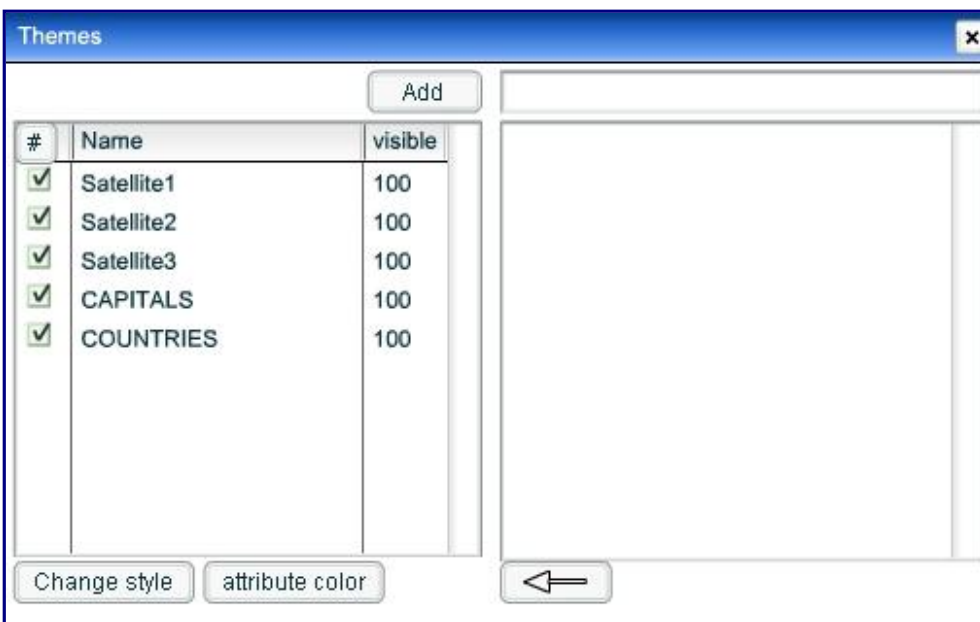 Themes
Add
# Name visible
Satellite1 100
Satellite2 100
Satellite3 100
CAPITALS 100
COUNTRIES 100
Change style attribute color